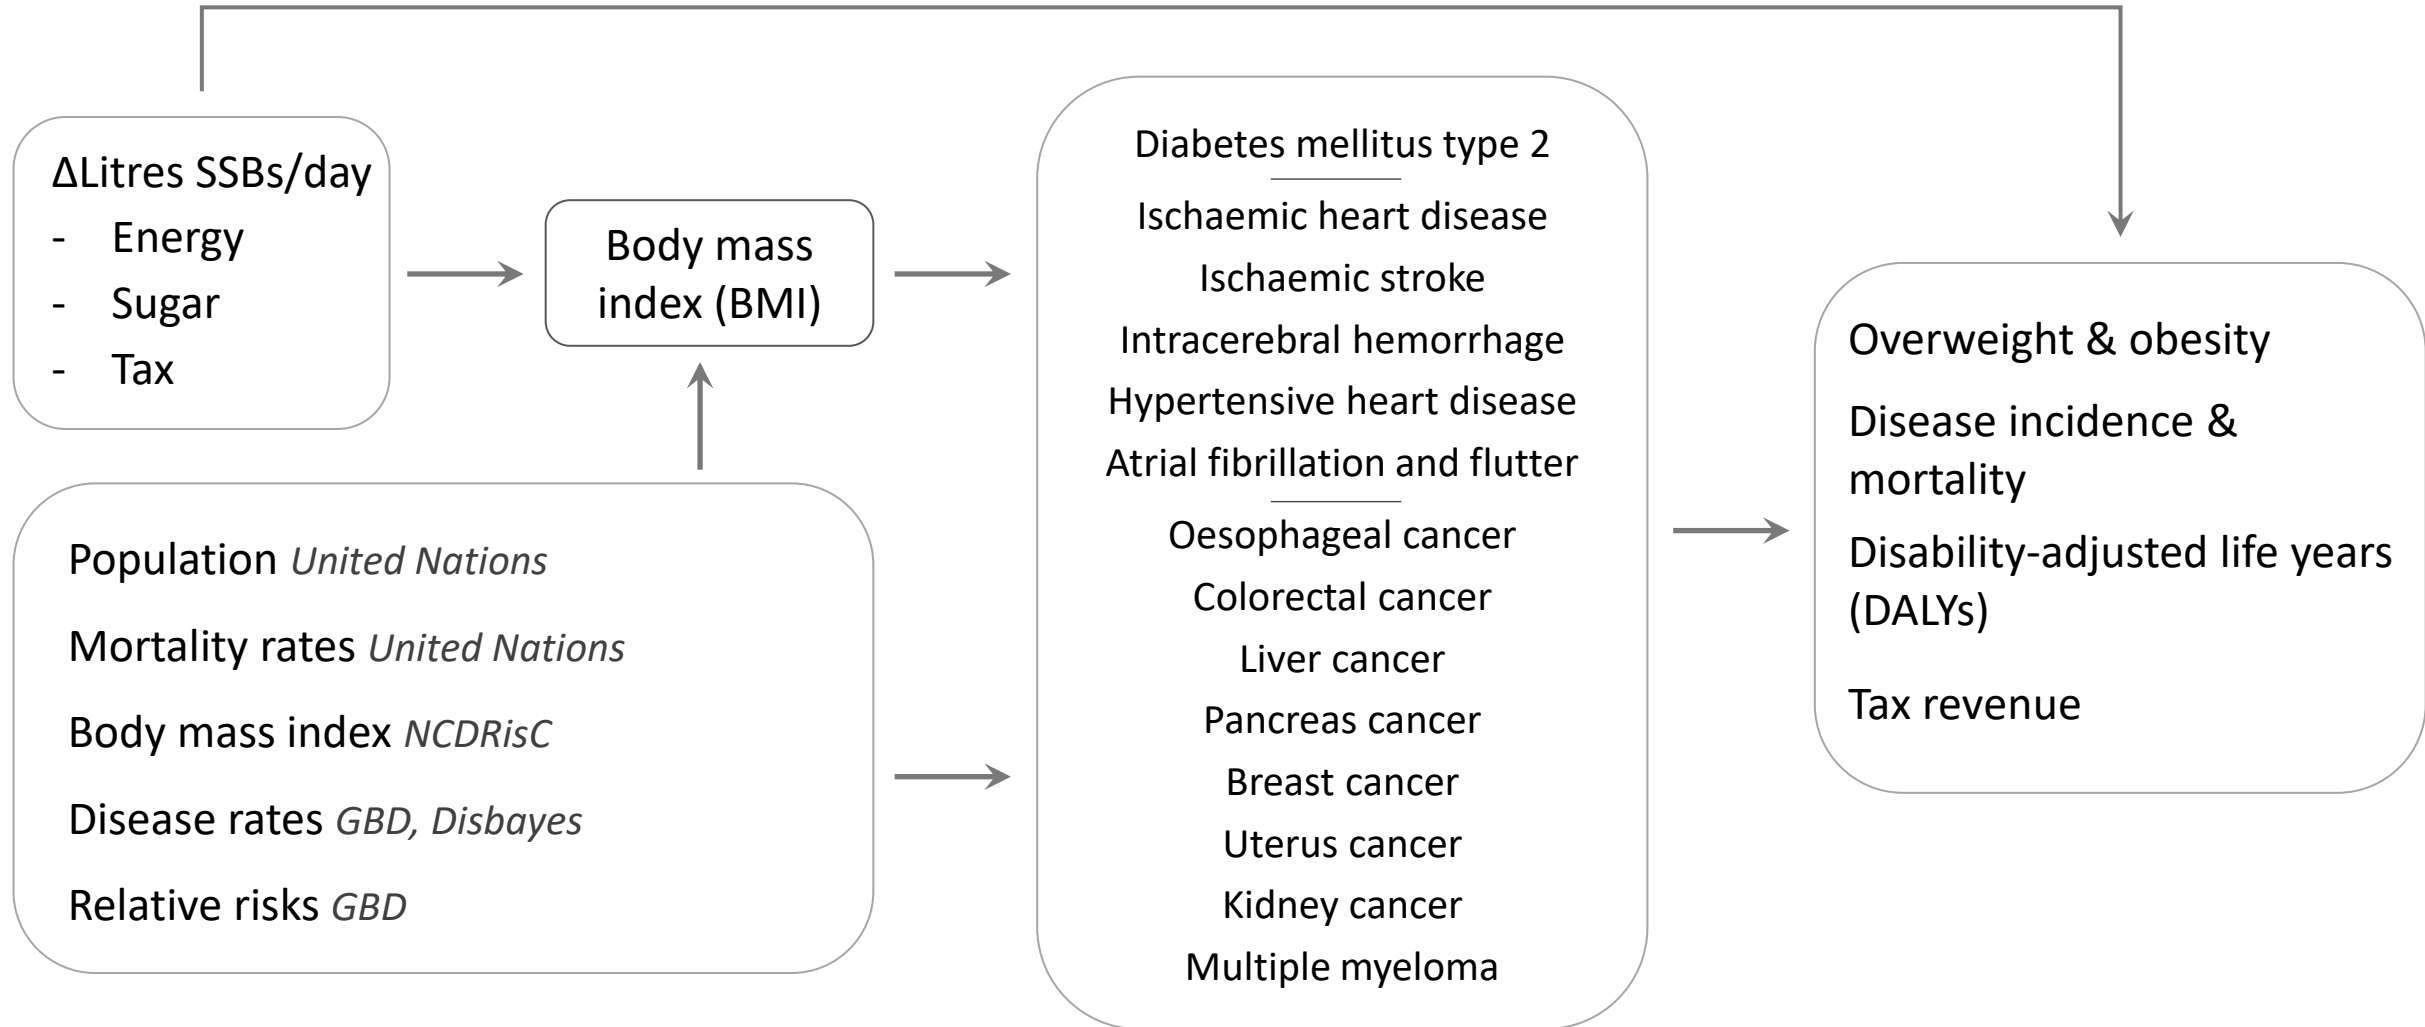 ΔLitres SSBs/day
- Energy
- Sugar
- Tax
Body mass
index (BMI)
Population United Nations
Mortality rates United Nations
Body mass index NCDRisC
Disease rates GBD, Disbayes
Relative risks GBD
Diabetes mellitus type 2
Ischaemic heart disease
Ischaemic stroke
Intracerebral hemorrhage
Hypertensive heart disease
Atrial fibrillation and flutter
Oesophageal cancer
Colorectal cancer
Liver cancer
Pancreas cancer
Breast cancer
Uterus cancer
Kidney cancer
Multiple myeloma
Overweight & obesity
Disease incidence &
mortality
Disability-adjusted life years
(DALYs)
Tax revenue